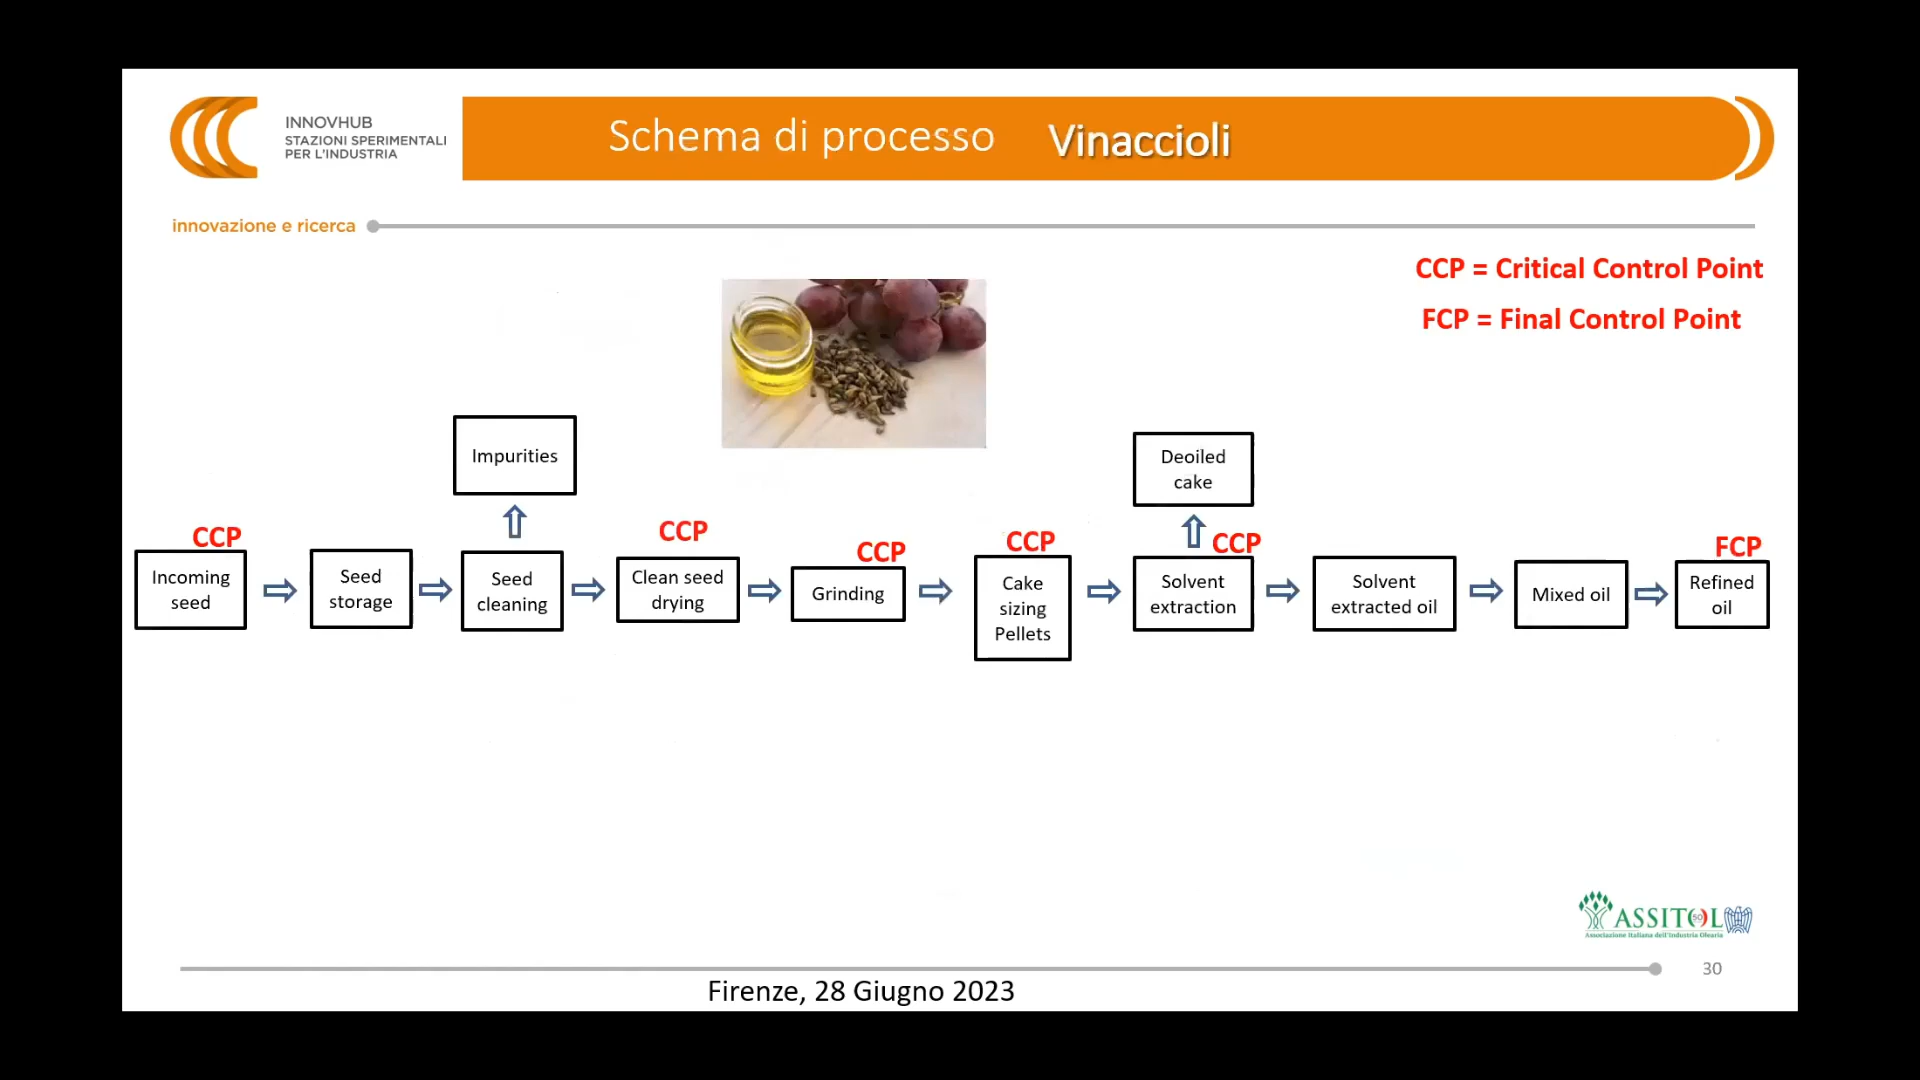 INNOVHUB
STAZIONI SPERIMENTALI
PER L'INDUSTRIA
Schema di processo Vinaccioli
innovazione e ricerca
CCP = Critical Control Point
FCP = Final Control Point
Impurities
Deoiled
cake
CCP
CCP
CCP
CCP
CCP
FCP
Incoming
seed
Seed
storage
Seed
cleaning
Clean seed
drying
Grinding
Cake
sizing
Pellets
Solvent
extraction
Solvent
extracted oil
Mixed oil
Refined
oil
ASSITOL
50
Associazione Italiana dell'Industria Olearia
30
Firenze, 28 Giugno 2023